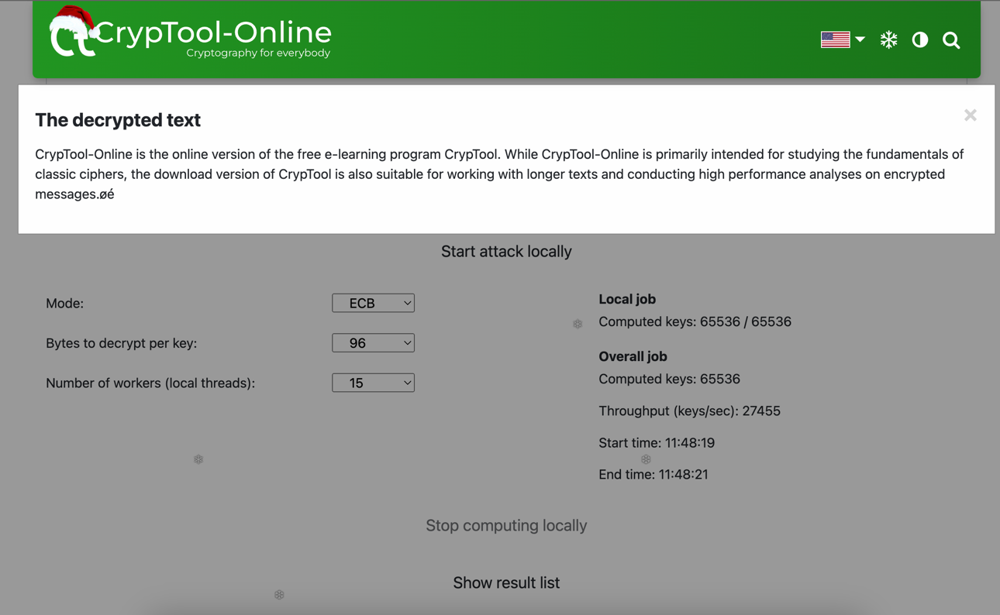 CrypTool-Online
Cryptography for everybody
The decrypted text
×
CrypTool-Online is the online version of the free e-learning program CrypTool. While CrypTool-Online is primarily intended for studying the fundamentals of
classic ciphers, the download version of CrypTool is also suitable for working with longer texts and conducting high performance analyses on encrypted
messages.øé
Start attack locally
Mode:
ECB
Bytes to decrypt per key:
96
Number of workers (local threads):
15
Local job
Computed keys: 65536 / 65536
Overall job
Computed keys: 65536
Throughput (keys/sec): 27455
Start time: 11:48:19
End time: 11:48:21
Stop computing locally
Show result list